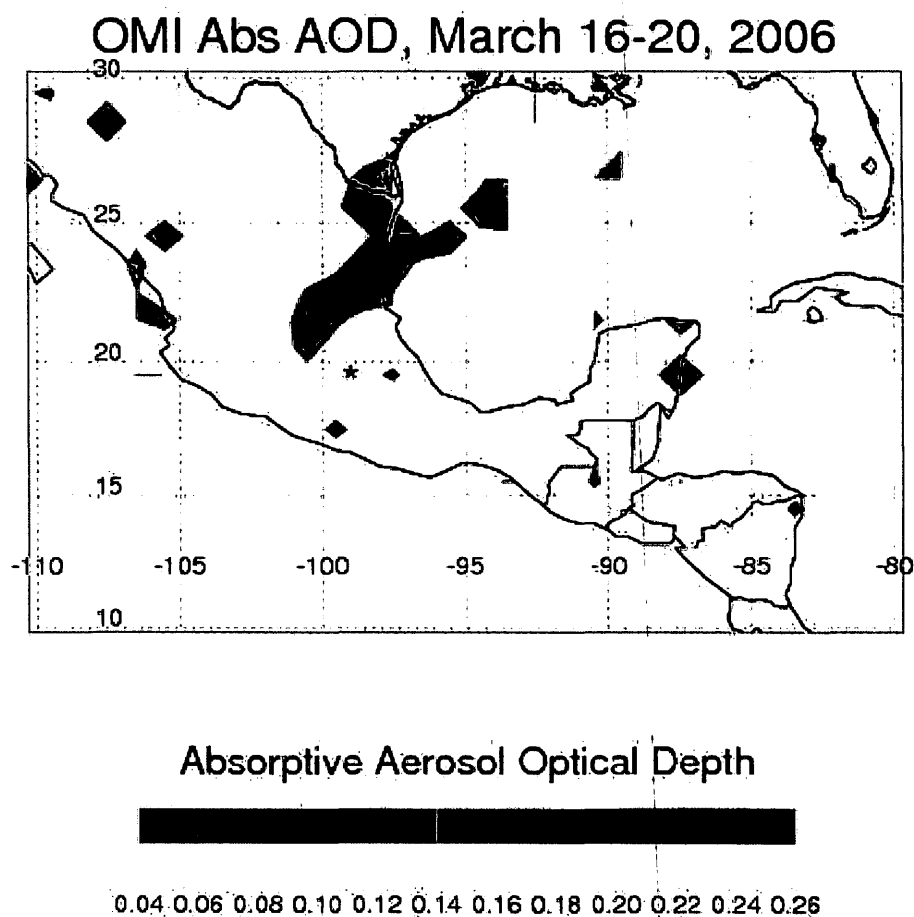 OMI Abs AOD, March 16-20, 2006
30
25
20
15
-110 -105 -100 -95 -90 -85 -80
10
Absorptive Aerosol Optical Depth
0.04 0.06 0.08 0.10 0.12 0.14 0.16 0.18 0.20 0.22 0.24 0.26